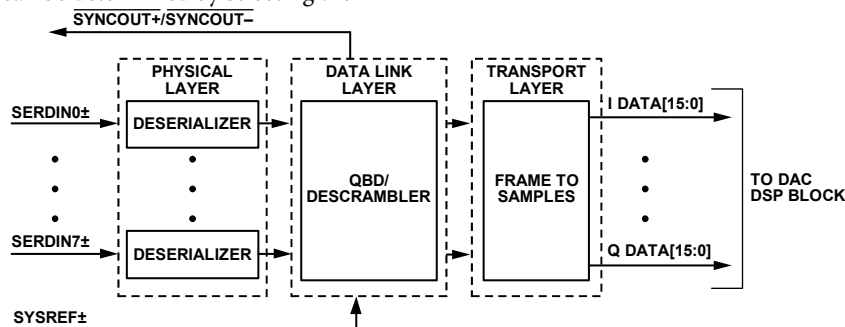 SYNCOUT+/SYNCOUT–
PHYSICAL
LAYER
DATA LINK
LAYER
TRANSPORT
LAYER
SERDIN0±
DESERIALIZER
I DATA[15:0]
QBD/
DESCRAMBLER
FRAME TO
SAMPLES
TO DAC
DSP BLOCK
SERDIN7±
DESERIALIZER
Q DATA[15:0]
SYSREF±